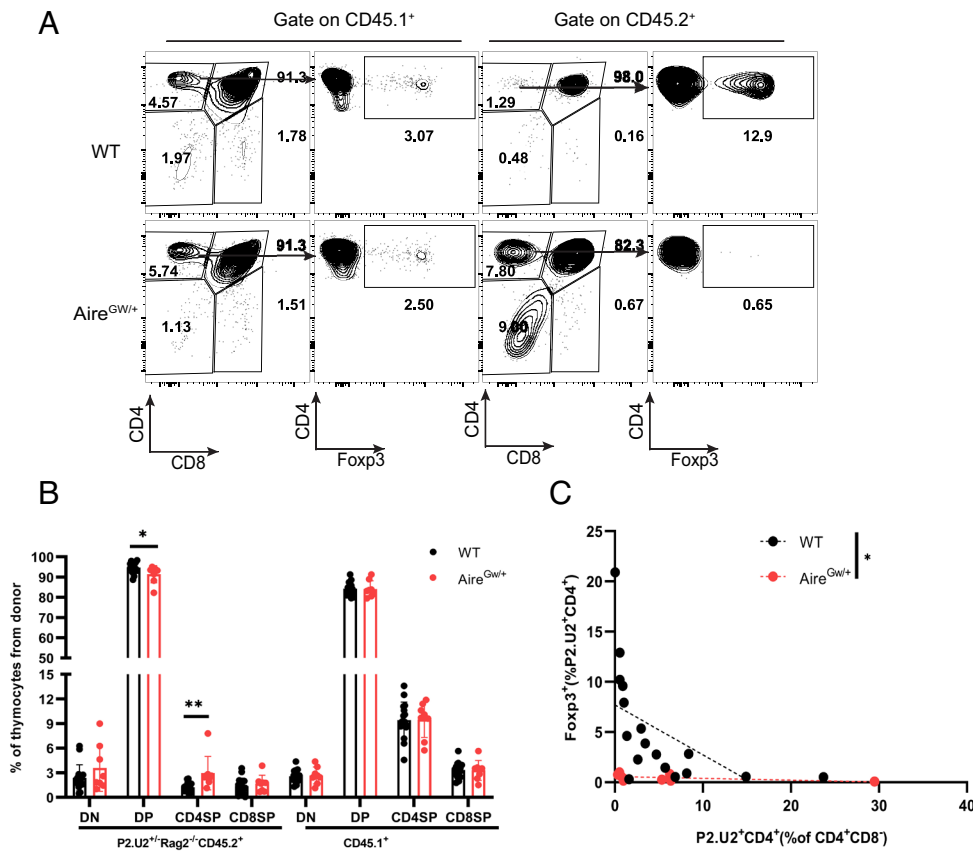 A
Gate on CD45.1⁺
Gate on CD45.2⁺
WT
91.3
4.57
1.78
1.97
3.07
98.0
1.29
0.16
0.48
12.9
Aire^GW/+
91.3
5.74
1.51
1.13
2.50
82.3
7.80
0.67
9.00
0.65
CD4
CD8
CD4
Foxp3
CD4
CD8
CD4
Foxp3
B
% of thymocytes from donor
100
90
80
70
60
50
15
12
9
6
3
0
*
**
WT
Aire^Gw/+
DN DP CD4SP CD8SP DN DP CD4SP CD8SP
P2.U2⁺/⁻Rag2⁻/⁻CD45.2⁺
CD45.1⁺
C
Foxp3⁺(%P2.U2⁺CD4⁺)
25
20
15
10
5
0
WT
Aire^Gw/+
*
0 10 20 30 40
P2.U2⁺CD4⁺(%of CD4⁺CD8⁻)